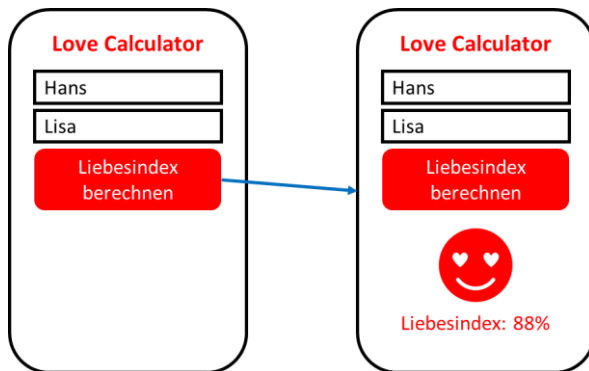 Love Calculator
Hans
Lisa
Liebesindex
berechnen
Love Calculator
Hans
Lisa
Liebesindex
berechnen
Liebesindex: 88%